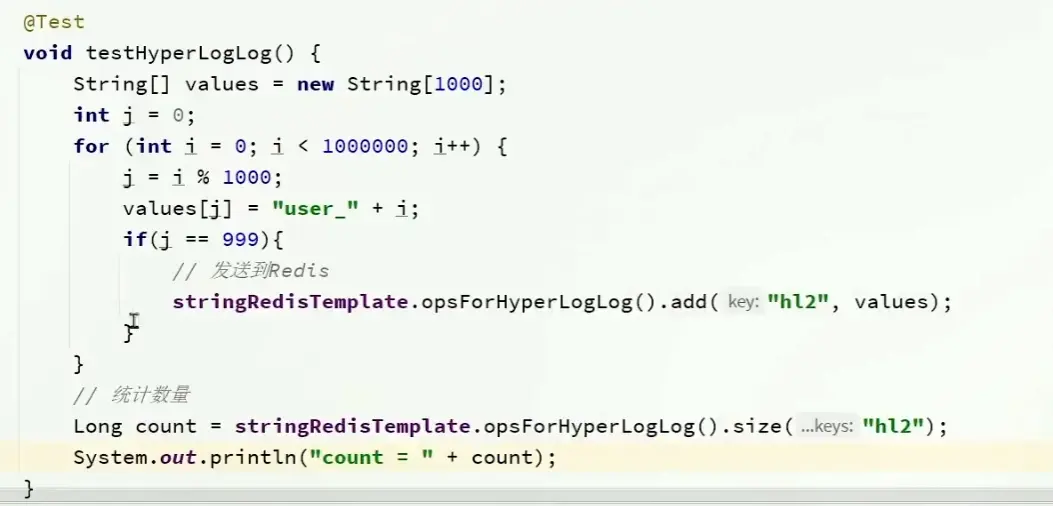 @Test
void testHyperLogLog() {
    String[] values = new String[1000];
    int j = 0;
    for (int i = 0; i < 1000000; i++) {
        j = i % 1000;
        values[j] = "user_" + i;
        if(j == 999){
            // 发送到Redis
            stringRedisTemplate.opsForHyperLogLog().add( key: "hl2", values);
        }
    }
    // 统计数量
    Long count = stringRedisTemplate.opsForHyperLogLog().size( ...keys: "hl2");
    System.out.println("count = " + count);
}